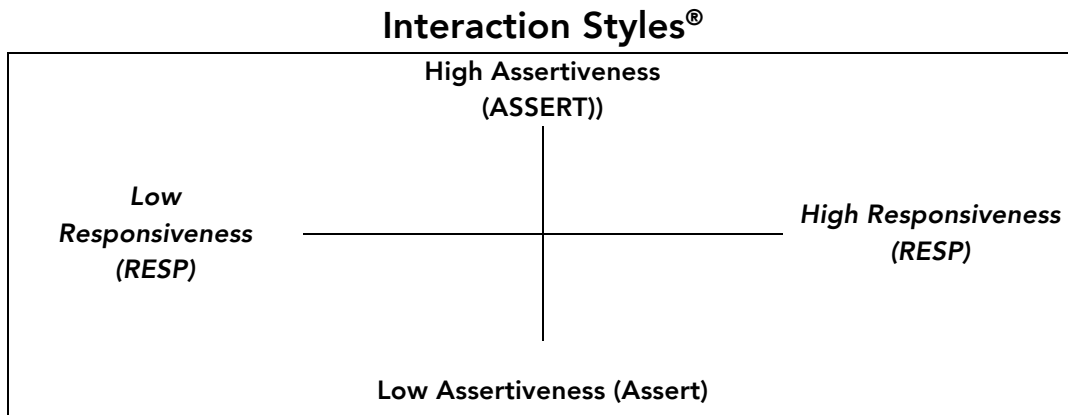 Interaction Styles®
High Assertiveness
(ASSERT))
Low
Responsiveness
(RESP)
High Responsiveness
(RESP)
Low Assertiveness (Assert)